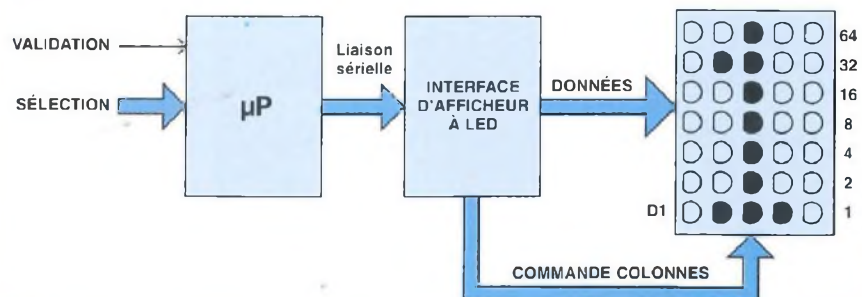 VALIDATION
SÉLECTION
µP
Liaison
sérielle
INTERFACE
D'AFFICHEUR
À LED
DONNÉES
COMMANDE COLONNES
D1
64
32
16
8
4
2
1